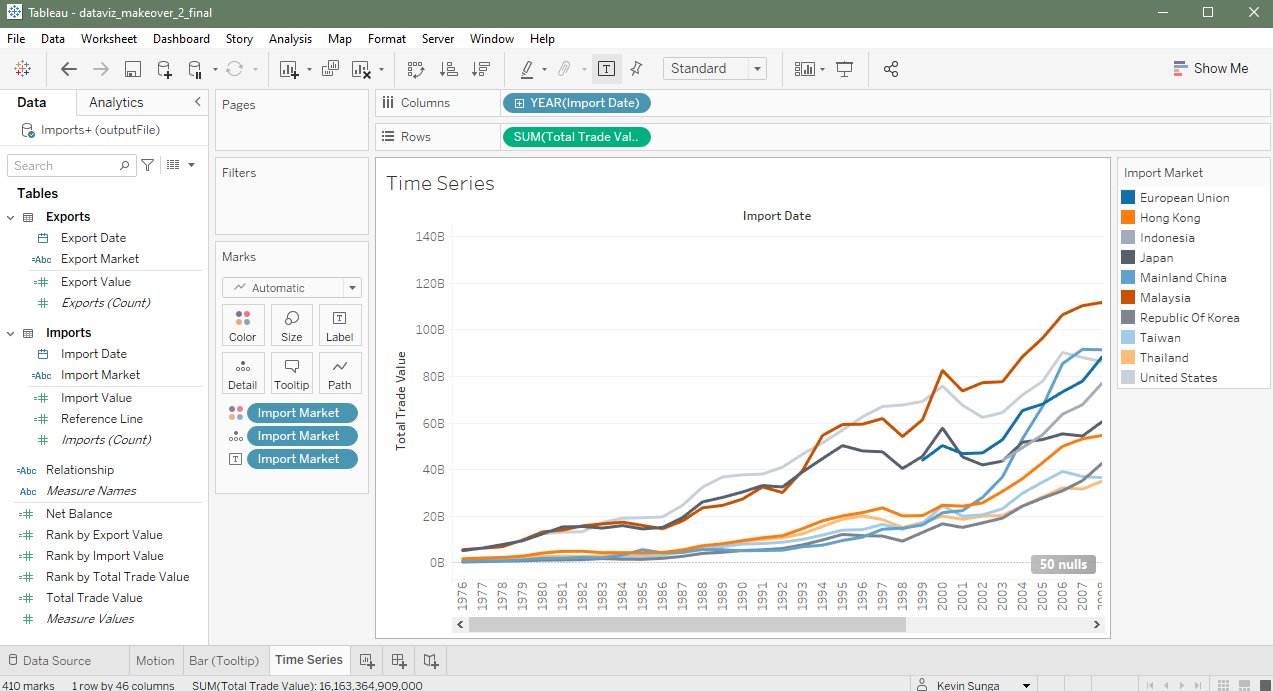 Tableau - dataviz_makeover_2_final
File Data Worksheet Dashboard Story Analysis Map Format Server Window Help
Standard
Show Me
Data Analytics
Imports+ (outputFile)
Search
Tables
Exports
Export Date
Abc Export Market
Export Value
Exports (Count)
Imports
Import Date
Abc Import Market
Import Value
Reference Line
Imports (Count)
Abc Relationship
Abc Measure Names
Net Balance
Rank by Export Value
Rank by Import Value
Rank by Total Trade Value
Total Trade Value
Measure Values
Pages
Filters
Marks
Automatic
Color Size Label
Detail Tooltip Path
Import Market
Import Market
Import Market
Columns YEAR(Import Date)
Rows SUM(Total Trade Val..
Time Series
Import Date
Total Trade Value
140B
120B
100B
80B
60B
40B
20B
0B
50 nulls
1976 1977 1978 1979 1980 1981 1982 1983 1984 1985 1986 1987 1988 1989 1990 1991 1992 1993 1994 1995 1996 1997 1998 1999 2000 2001 2002 2003 2004 2005 2006 2007 2008
Import Market
European Union
Hong Kong
Indonesia
Japan
Mainland China
Malaysia
Republic Of Korea
Taiwan
Thailand
United States
Data Source Motion Bar (Tooltip) Time Series
410 marks 1 row by 46 columns SUM(Total Trade Value): 16,163,364,909,000 Kevin Sunga